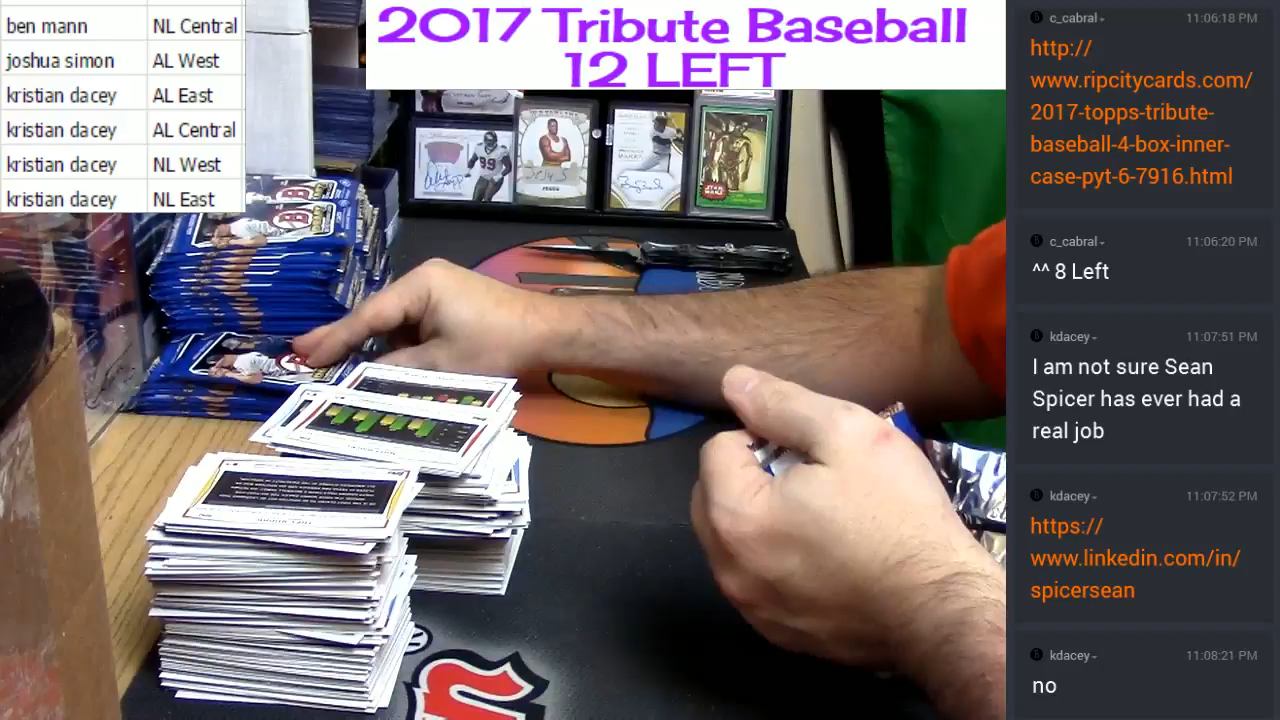 ben mann NL Central
joshua simon AL West
kristian dacey AL East
kristian dacey AL Central
kristian dacey NL West
kristian dacey NL East
2017 Tribute Baseball
12 LEFT
99
STAR
WARS
c_cabral 11:06:18 PM
http://
www.ripcitycards.com/
2017-topps-tribute-
baseball-4-box-inner-
case-pyt-6-7916.html
c_cabral 11:06:20 PM
^^ 8 Left
kdacey 11:07:51 PM
I am not sure Sean
Spicer has ever had a
real job
kdacey 11:07:52 PM
https://
www.linkedin.com/in/
spicersean
kdacey 11:08:21 PM
no